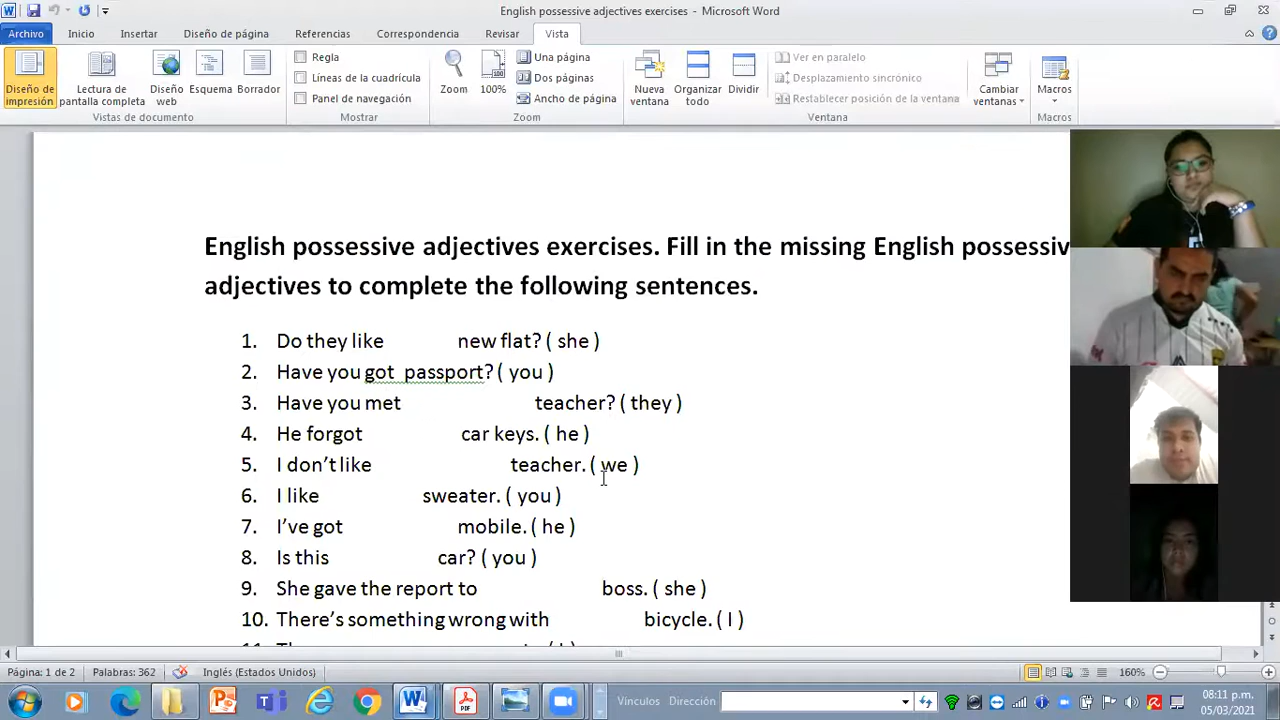 English possessive adjectives exercises - Microsoft Word
Archivo Inicio Insertar Diseño de página Referencias Correspondencia Revisar Vista
Diseño de impresión
Lectura de pantalla completa
Diseño web
Esquema
Borrador
Vistas de documento
Regla
Líneas de la cuadrícula
Panel de navegación
Mostrar
Zoom
100%
Una página
Dos páginas
Ancho de página
Zoom
Nueva ventana
Organizar todo
Dividir
Ver en paralelo
Desplazamiento sincrónico
Restablecer posición de la ventana
Ventana
Cambiar ventanas
Macros
Macros
English possessive adjectives exercises. Fill in the missing English possessiv
adjectives to complete the following sentences.
1. Do they like new flat? ( she )
2. Have you got passport? ( you )
3. Have you met teacher? ( they )
4. He forgot car keys. ( he )
5. I don't like teacher. ( we )
6. I like sweater. ( you )
7. I've got mobile. ( he )
8. Is this car? ( you )
9. She gave the report to boss. ( she )
10. There's something wrong with bicycle. ( I )
Página: 1 de 2 Palabras: 362 Inglés (Estados Unidos) 160%
Vínculos Dirección
08:11 p.m.
05/03/2021